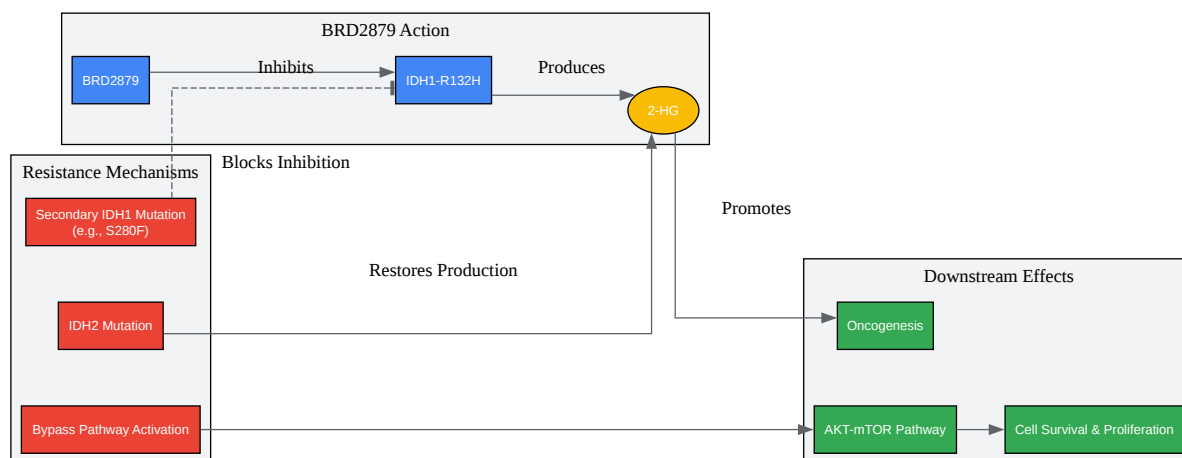 BRD2879 Action
BRD2879
Inhibits
IDH1-R132H
Produces
2-HG
Blocks Inhibition
Resistance Mechanisms
Secondary IDH1 Mutation
(e.g., S280F)
Promotes
Restores Production
IDH2 Mutation
Bypass Pathway Activation
Downstream Effects
Oncogenesis
AKT-mTOR Pathway
Cell Survival & Proliferation